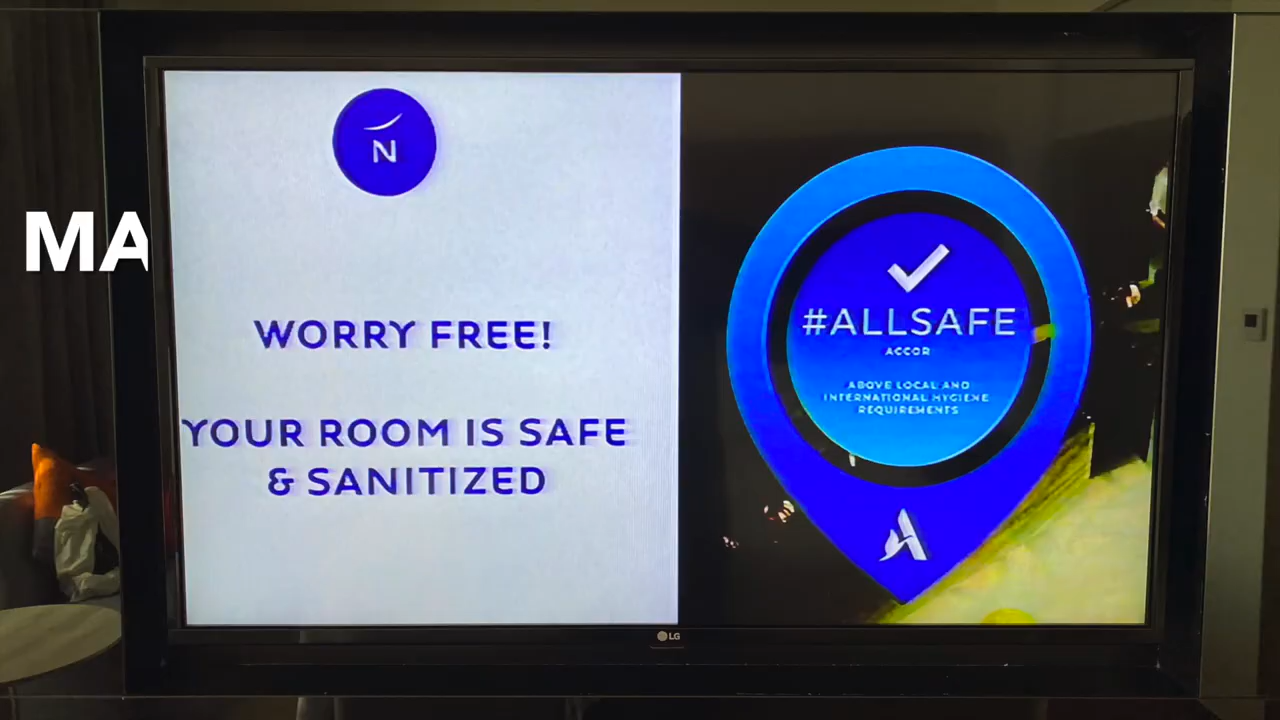 MA
N
WORRY FREE!
YOUR ROOM IS SAFE
& SANITIZED
#ALLSAFE
ACCOR
ABOVE LOCAL AND
INTERNATIONAL HYGIENE
REQUIREMENTS
LG